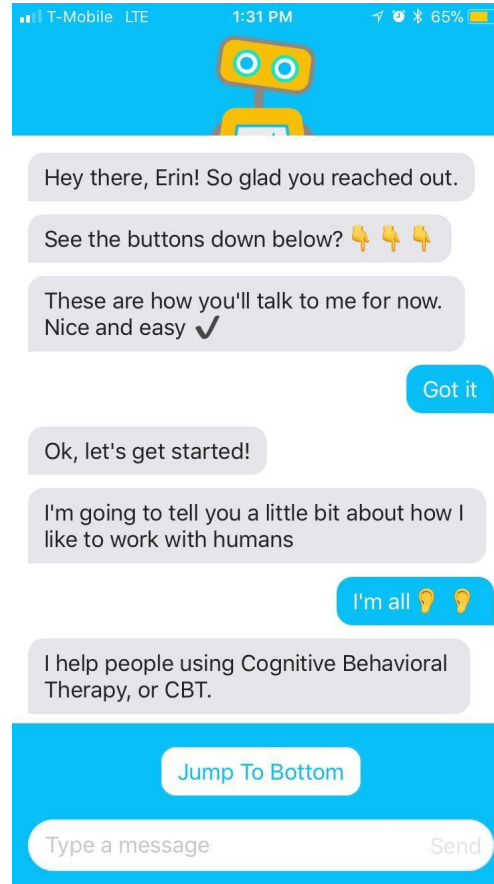 T-Mobile LTE 1:31 PM 65%
Hey there, Erin! So glad you reached out.
See the buttons down below? 👇 👇 👇
These are how you'll talk to me for now.
Nice and easy ✔️
Got it
Ok, let's get started!
I'm going to tell you a little bit about how I
like to work with humans
I'm all 👂 👂
I help people using Cognitive Behavioral
Therapy, or CBT.
Jump To Bottom
Type a message Send